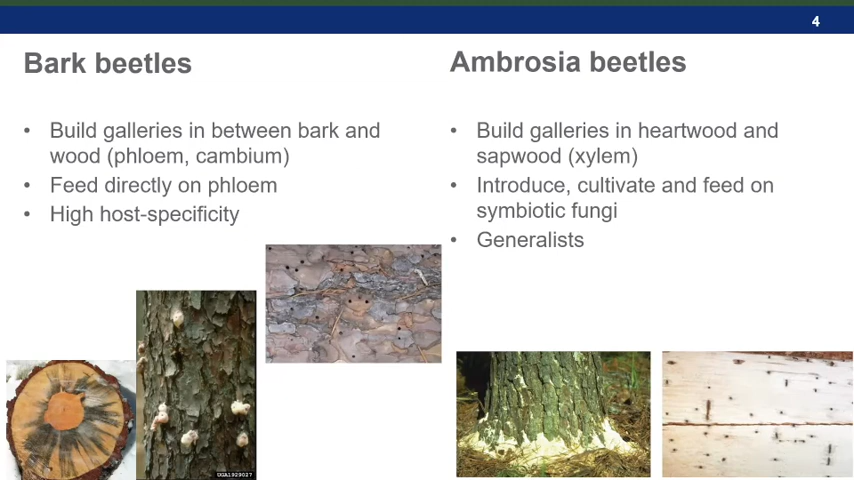 4
Bark beetles
• Build galleries in between bark and
wood (phloem, cambium)
• Feed directly on phloem
• High host-specificity
Ambrosia beetles
• Build galleries in heartwood and
sapwood (xylem)
• Introduce, cultivate and feed on
symbiotic fungi
• Generalists
UGA1929027